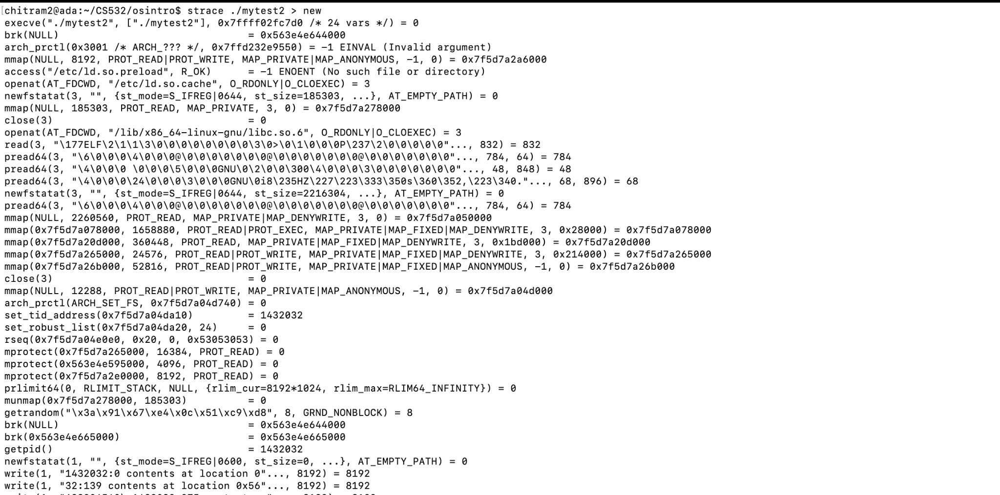 [chitram2@ada:~/CS532/osintro$ strace ./mytest2 > new
execve("./mytest2", ["./mytest2"], 0x7ffff02fc7d0 /* 24 vars */) = 0
brk(NULL)                               = 0x563e4e644000
arch_prctl(0x3001 /* ARCH_??? */, 0x7ffd232e9550) = -1 EINVAL (Invalid argument)
mmap(NULL, 8192, PROT_READ|PROT_WRITE, MAP_PRIVATE|MAP_ANONYMOUS, -1, 0) = 0x7f5d7a2a6000
access("/etc/ld.so.preload", R_OK)      = -1 ENOENT (No such file or directory)
openat(AT_FDCWD, "/etc/ld.so.cache", O_RDONLY|O_CLOEXEC) = 3
newfstatat(3, "", {st_mode=S_IFREG|0644, st_size=185303, ...}, AT_EMPTY_PATH) = 0
mmap(NULL, 185303, PROT_READ, MAP_PRIVATE, 3, 0) = 0x7f5d7a278000
close(3)                                = 0
openat(AT_FDCWD, "/lib/x86_64-linux-gnu/libc.so.6", O_RDONLY|O_CLOEXEC) = 3
read(3, "\177ELF\2\1\1\3\0\0\0\0\0\0\0\0\3\0>\0\1\0\0\0P\237\2\0\0\0\0\0"..., 832) = 832
pread64(3, "\6\0\0\0\4\0\0\0@\0\0\0\0\0\0\0@\0\0\0\0\0\0\0@\0\0\0\0\0\0\0"..., 784, 64) = 784
pread64(3, "\4\0\0\0 \0\0\0\5\0\0\0GNU\0\2\0\0\300\4\0\0\0\3\0\0\0\0\0\0\0"..., 48, 848) = 48
pread64(3, "\4\0\0\0\24\0\0\0\3\0\0\0GNU\0i8\235HZ\227\223\333\350s\360\352,\223\340."..., 68, 896) = 68
newfstatat(3, "", {st_mode=S_IFREG|0644, st_size=2216304, ...}, AT_EMPTY_PATH) = 0
pread64(3, "\6\0\0\0\4\0\0\0@\0\0\0\0\0\0\0@\0\0\0\0\0\0\0@\0\0\0\0\0\0\0"..., 784, 64) = 784
mmap(NULL, 2260560, PROT_READ, MAP_PRIVATE|MAP_DENYWRITE, 3, 0) = 0x7f5d7a050000
mmap(0x7f5d7a078000, 1658880, PROT_READ|PROT_EXEC, MAP_PRIVATE|MAP_FIXED|MAP_DENYWRITE, 3, 0x28000) = 0x7f5d7a078000
mmap(0x7f5d7a20d000, 360448, PROT_READ, MAP_PRIVATE|MAP_FIXED|MAP_DENYWRITE, 3, 0x1bd000) = 0x7f5d7a20d000
mmap(0x7f5d7a265000, 24576, PROT_READ|PROT_WRITE, MAP_PRIVATE|MAP_FIXED|MAP_DENYWRITE, 3, 0x214000) = 0x7f5d7a265000
mmap(0x7f5d7a26b000, 52816, PROT_READ|PROT_WRITE, MAP_PRIVATE|MAP_FIXED|MAP_ANONYMOUS, -1, 0) = 0x7f5d7a26b000
close(3)                                = 0
mmap(NULL, 12288, PROT_READ|PROT_WRITE, MAP_PRIVATE|MAP_ANONYMOUS, -1, 0) = 0x7f5d7a04d000
arch_prctl(ARCH_SET_FS, 0x7f5d7a04d740) = 0
set_tid_address(0x7f5d7a04da10)         = 1432032
set_robust_list(0x7f5d7a04da20, 24)     = 0
rseq(0x7f5d7a04e0e0, 0x20, 0, 0x53053053) = 0
mprotect(0x7f5d7a265000, 16384, PROT_READ) = 0
mprotect(0x563e4e595000, 4096, PROT_READ) = 0
mprotect(0x7f5d7a2e0000, 8192, PROT_READ) = 0
prlimit64(0, RLIMIT_STACK, NULL, {rlim_cur=8192*1024, rlim_max=RLIM64_INFINITY}) = 0
munmap(0x7f5d7a278000, 185303)          = 0
getrandom("\x3a\x91\x67\xe4\x0c\x51\xc9\xd8", 8, GRND_NONBLOCK) = 8
brk(NULL)                               = 0x563e4e644000
brk(0x563e4e665000)                     = 0x563e4e665000
getpid()                                = 1432032
newfstatat(1, "", {st_mode=S_IFREG|0600, st_size=0, ...}, AT_EMPTY_PATH) = 0
write(1, "1432032:0 contents at location 0"..., 8192) = 8192
write(1, "32:139 contents at location 0x56"..., 8192) = 8192